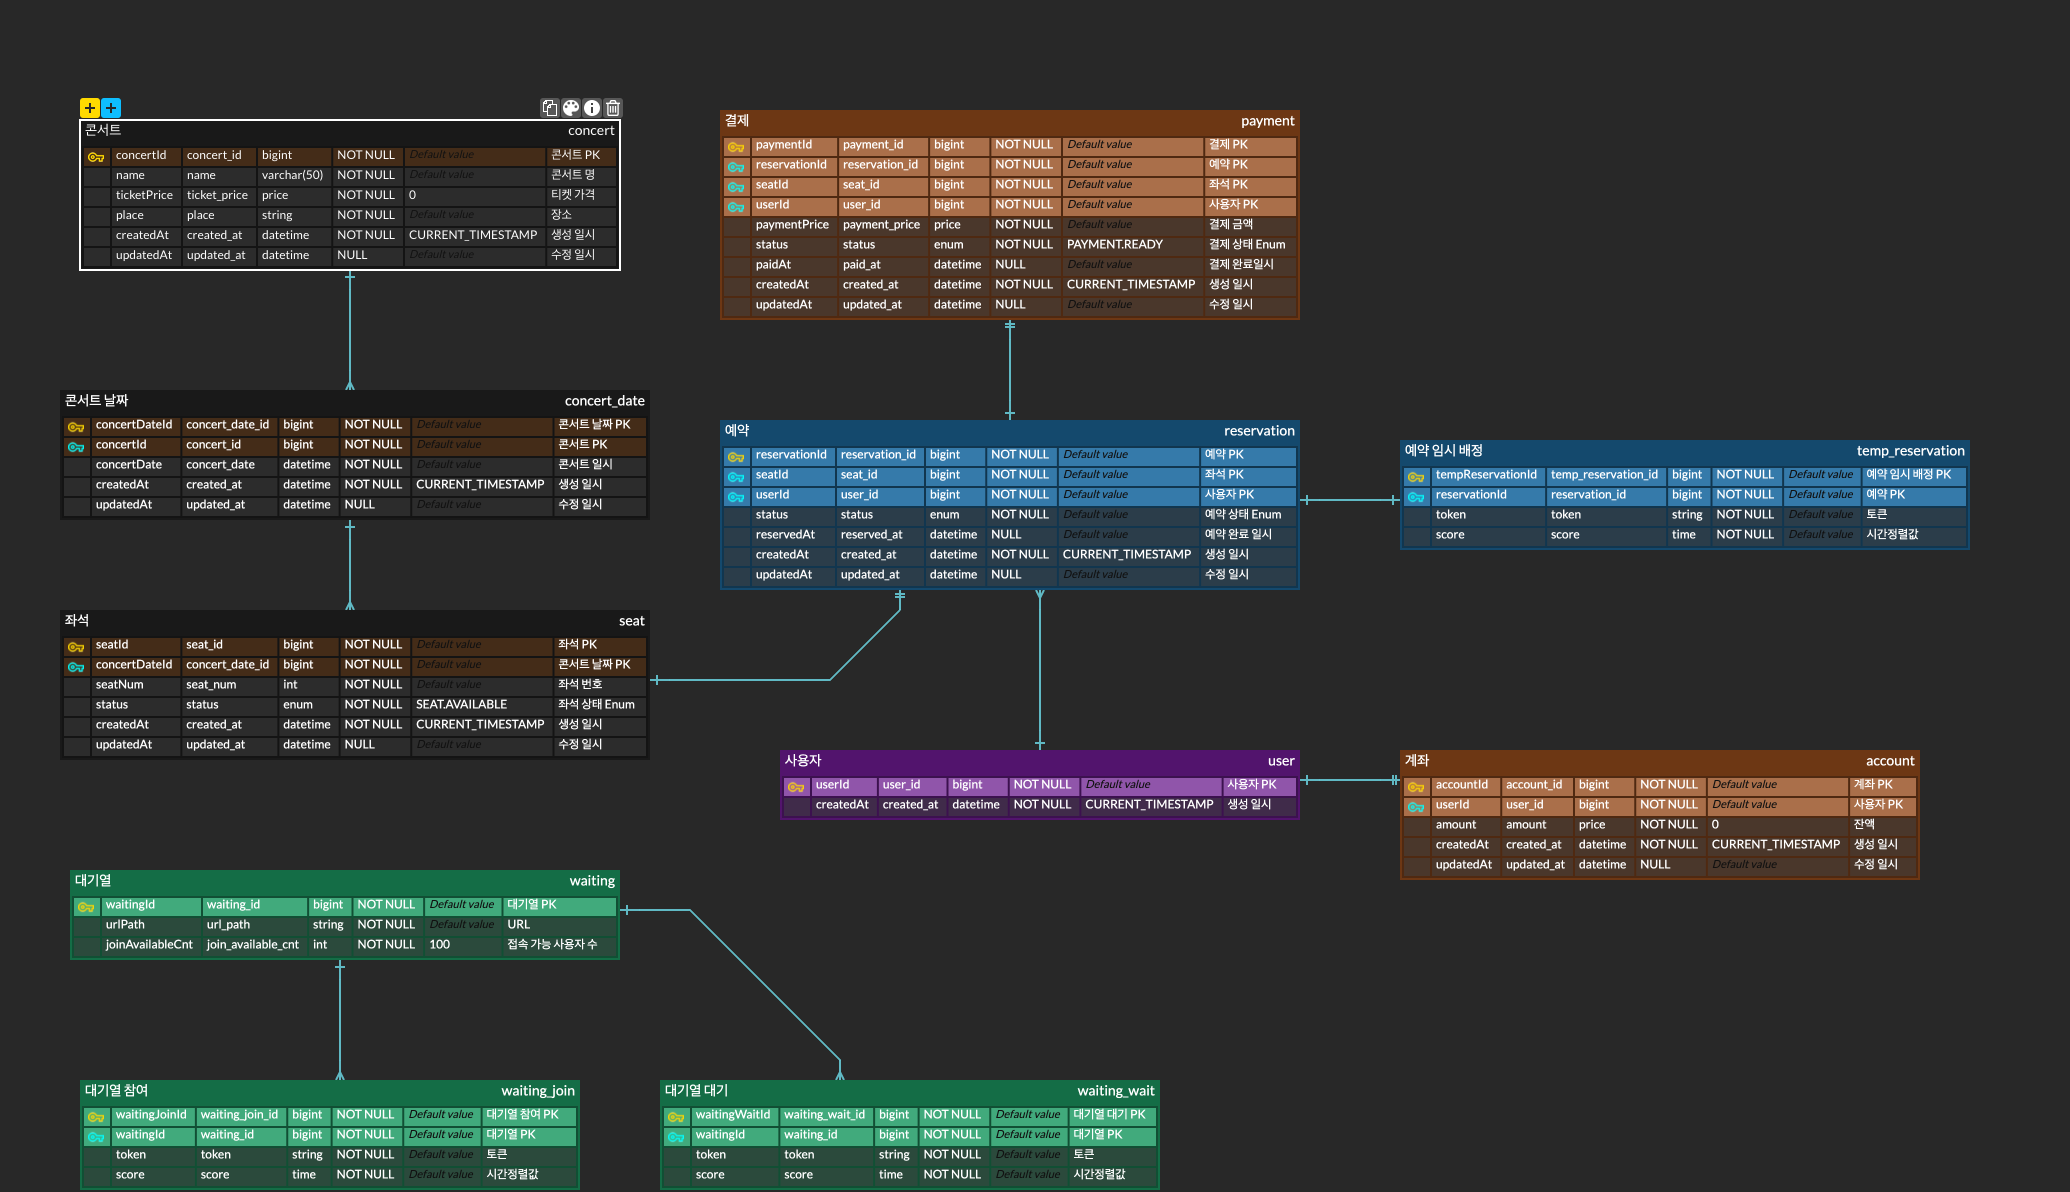 콘서트 concert
concertId concert_id bigint NOT NULL Default value 콘서트 PK
name name varchar(50) NOT NULL Default value 콘서트 명
ticketPrice ticket_price price NOT NULL 0 티켓 가격
place place string NOT NULL Default value 장소
createdAt created_at datetime NOT NULL CURRENT_TIMESTAMP 생성 일시
updatedAt updated_at datetime NULL Default value 수정 일시
결제 payment
paymentId payment_id bigint NOT NULL Default value 결제 PK
reservationId reservation_id bigint NOT NULL Default value 예약 PK
seatId seat_id bigint NOT NULL Default value 좌석 PK
userId user_id bigint NOT NULL Default value 사용자 PK
paymentPrice payment_price price NOT NULL Default value 결제 금액
status status enum NOT NULL PAYMENT.READY 결제 상태 Enum
paidAt paid_at datetime NULL Default value 결제 완료일시
createdAt created_at datetime NOT NULL CURRENT_TIMESTAMP 생성 일시
updatedAt updated_at datetime NULL Default value 수정 일시
콘서트 날짜 concert_date
concertDateId concert_date_id bigint NOT NULL Default value 콘서트 날짜 PK
concertId concert_id bigint NOT NULL Default value 콘서트 PK
concertDate concert_date datetime NOT NULL Default value 콘서트 일시
createdAt created_at datetime NOT NULL CURRENT_TIMESTAMP 생성 일시
updatedAt updated_at datetime NULL Default value 수정 일시
예약 reservation
reservationId reservation_id bigint NOT NULL Default value 예약 PK
seatId seat_id bigint NOT NULL Default value 좌석 PK
userId user_id bigint NOT NULL Default value 사용자 PK
status status enum NOT NULL Default value 예약 상태 Enum
reservedAt reserved_at datetime NULL Default value 예약 완료 일시
createdAt created_at datetime NOT NULL CURRENT_TIMESTAMP 생성 일시
updatedAt updated_at datetime NULL Default value 수정 일시
예약 임시 배정 temp_reservation
tempReservationId temp_reservation_id bigint NOT NULL Default value 예약 임시 배정 PK
reservationId reservation_id bigint NOT NULL Default value 예약 PK
token token string NOT NULL Default value 토큰
score score time NOT NULL Default value 시간정렬값
좌석 seat
seatId seat_id bigint NOT NULL Default value 좌석 PK
concertDateId concert_date_id bigint NOT NULL Default value 콘서트 날짜 PK
seatNum seat_num int NOT NULL Default value 좌석 번호
status status enum NOT NULL SEAT.AVAILABLE 좌석 상태 Enum
createdAt created_at datetime NOT NULL CURRENT_TIMESTAMP 생성 일시
updatedAt updated_at datetime NULL Default value 수정 일시
사용자 user
userId user_id bigint NOT NULL Default value 사용자 PK
createdAt created_at datetime NOT NULL CURRENT_TIMESTAMP 생성 일시
계좌 account
accountId account_id bigint NOT NULL Default value 계좌 PK
userId user_id bigint NOT NULL Default value 사용자 PK
amount amount price NOT NULL 0 잔액
createdAt created_at datetime NOT NULL CURRENT_TIMESTAMP 생성 일시
updatedAt updated_at datetime NULL Default value 수정 일시
대기열 waiting
waitingId waiting_id bigint NOT NULL Default value 대기열 PK
urlPath url_path string NOT NULL Default value URL
joinAvailableCnt join_available_cnt int NOT NULL 100 접속 가능 사용자 수
대기열 참여 waiting_join
waitingJoinId waiting_join_id bigint NOT NULL Default value 대기열 참여 PK
waitingId waiting_id bigint NOT NULL Default value 대기열 PK
token token string NOT NULL Default value 토큰
score score time NOT NULL Default value 시간정렬값
대기열 대기 waiting_wait
waitingWaitId waiting_wait_id bigint NOT NULL Default value 대기열 대기 PK
waitingId waiting_id bigint NOT NULL Default value 대기열 PK
token token string NOT NULL Default value 토큰
score score time NOT NULL Default value 시간정렬값